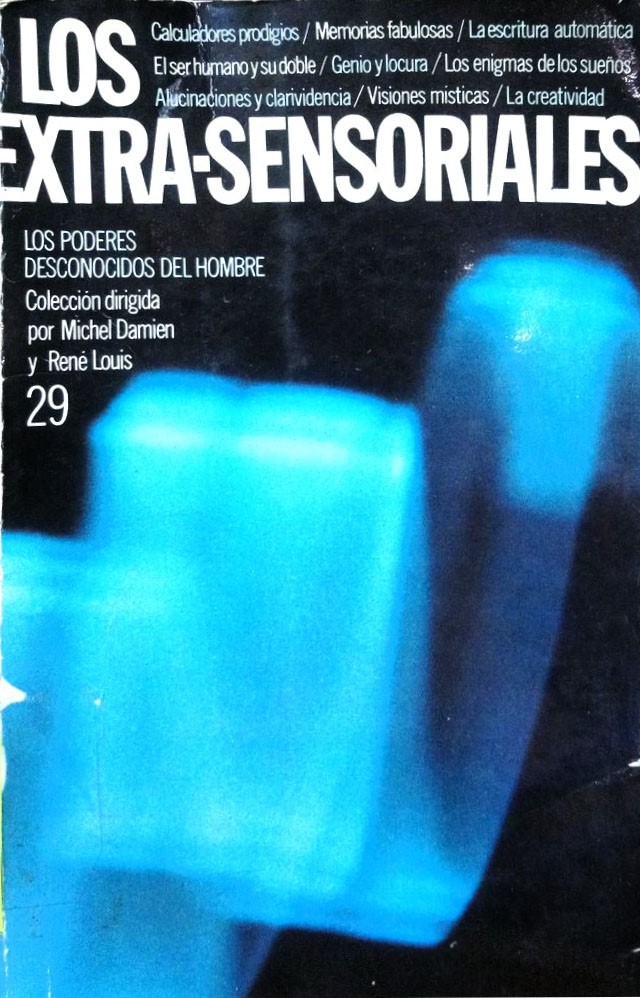 LOS
Calculadores prodigios / Memorias fabulosas / La escritura automática
El ser humano y su doble / Genio y locura / Los enigmas de los sueños
Alucinaciones y clarividencia / Visiones misticas / La creatividad
EXTRA-SENSORIALES
LOS PODERES
DESCONOCIDOS DEL HOMBRE
Colección dirigida
por Michel Damien
y René Louis
29